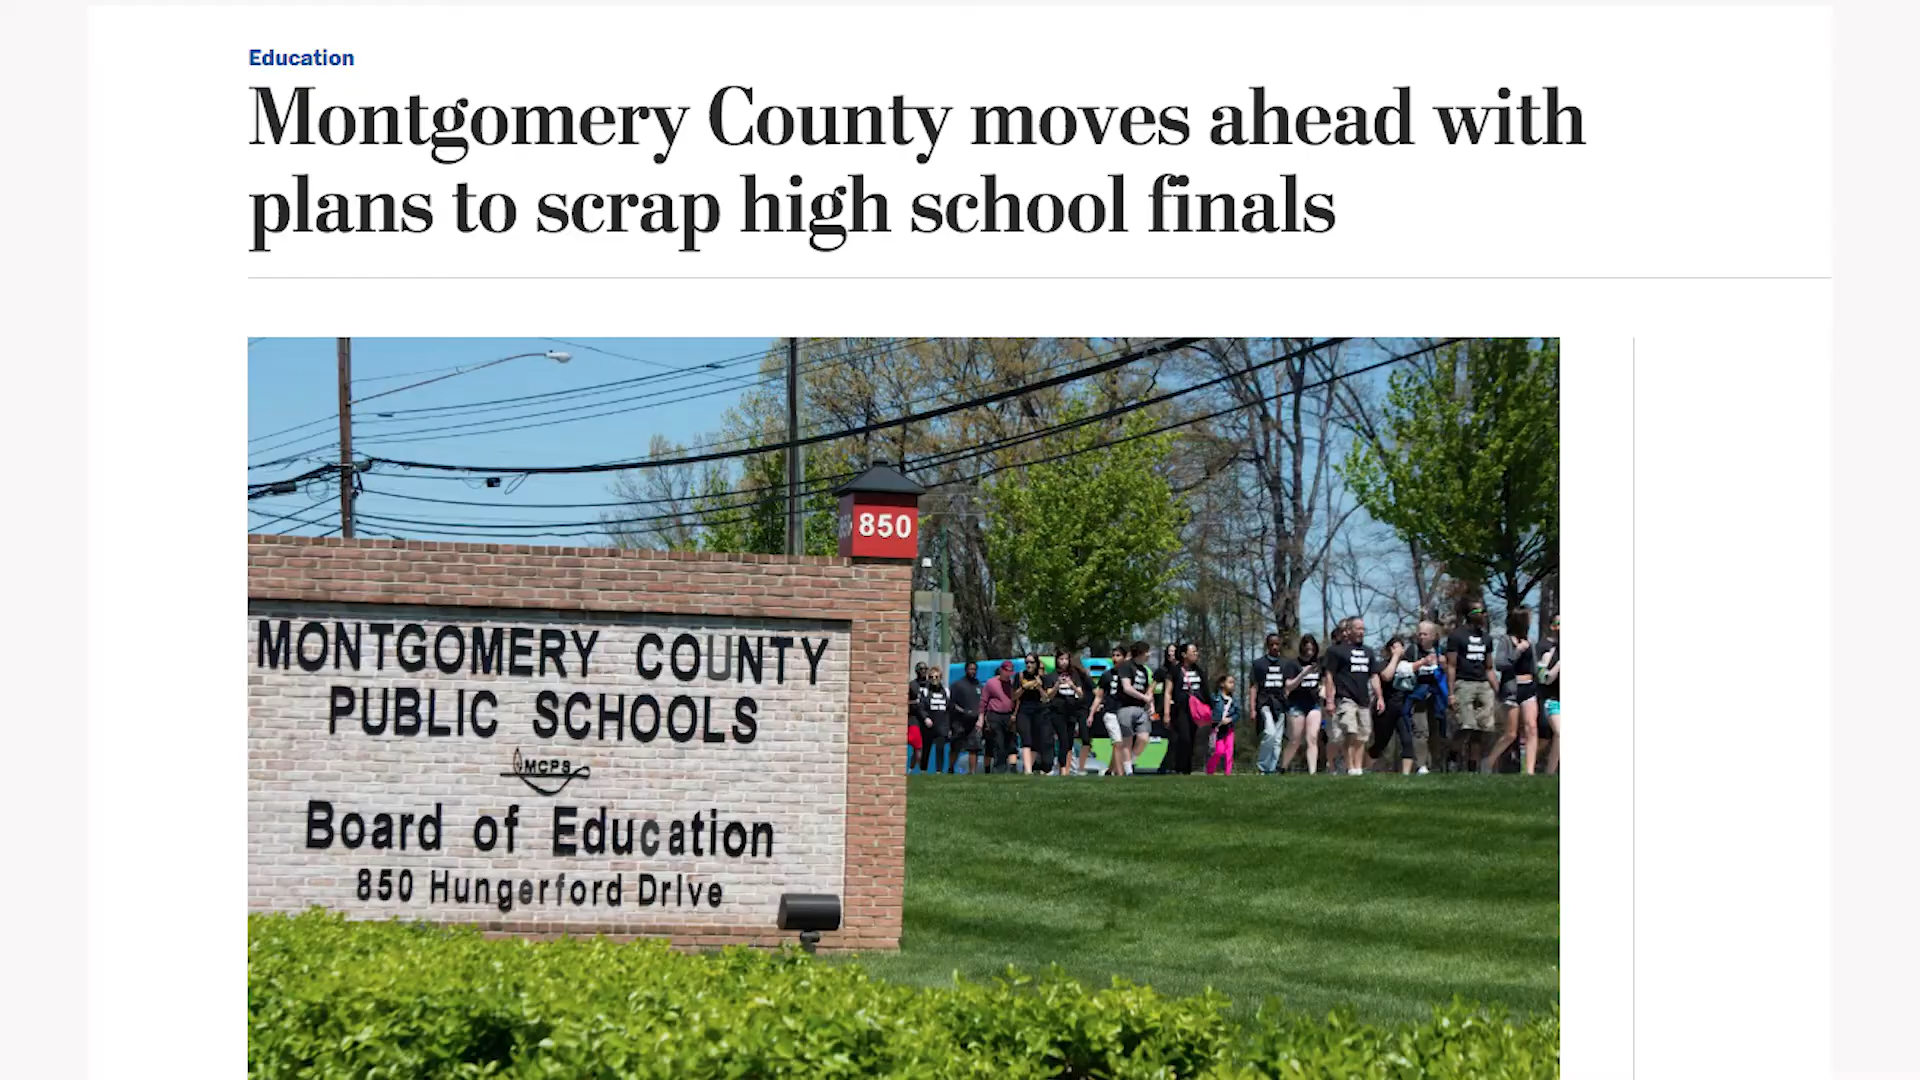 Education
Montgomery County moves ahead with
plans to scrap high school finals
850
MONTGOMERY COUNTY
PUBLIC SCHOOLS
MCPS
Board of Education
850 Hungerford Drive